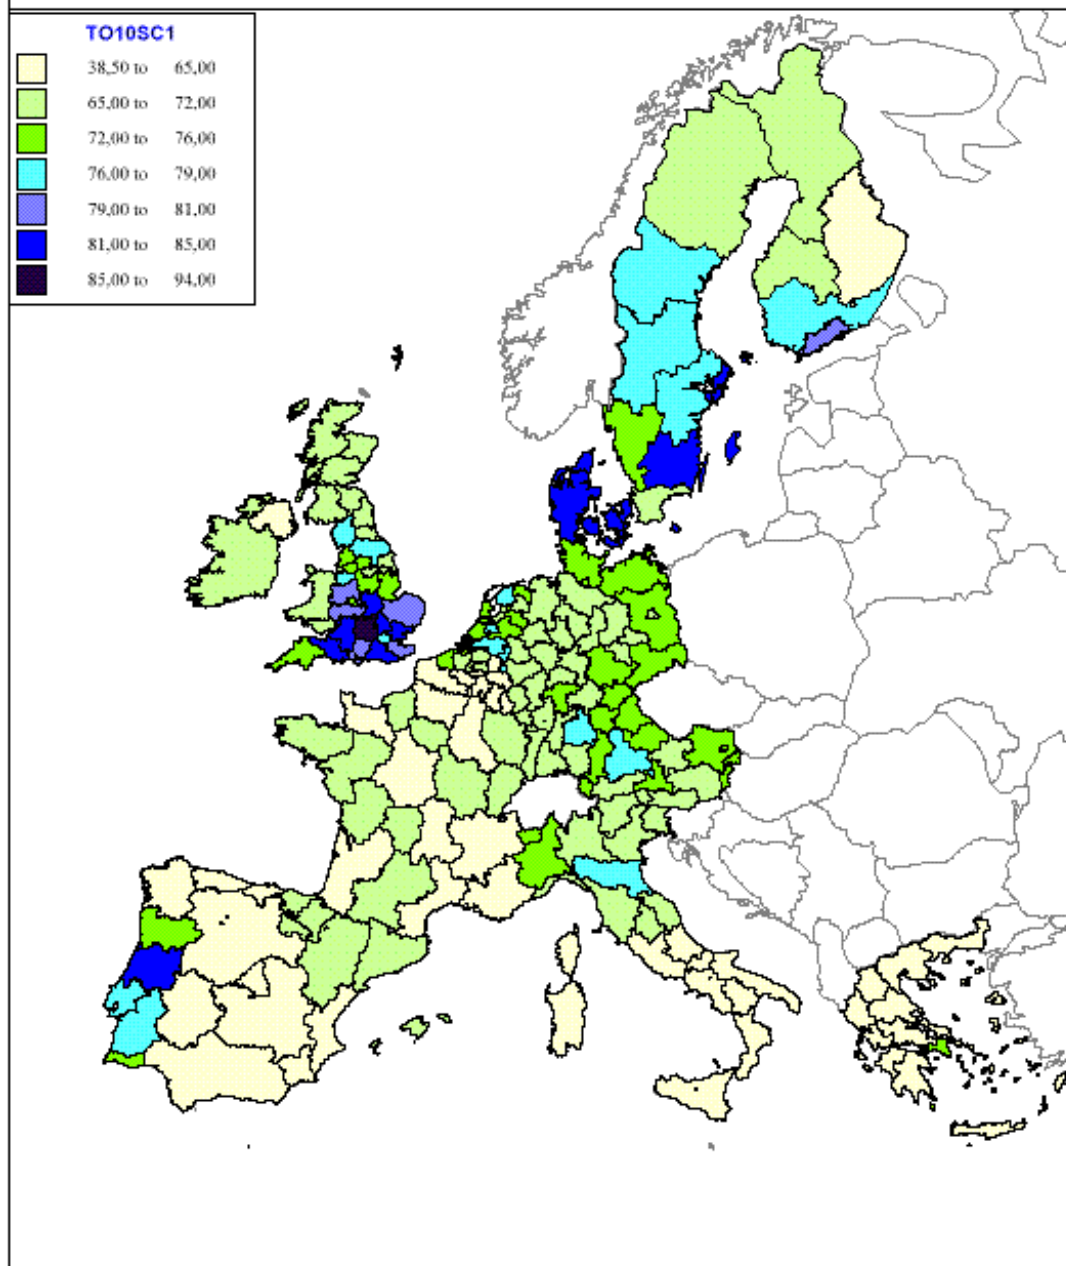 TO10SC1
38,50 to 65,00
65,00 to 72,00
72,00 to 76,00
76,00 to 79,00
79,00 to 81,00
81,00 to 85,00
85,00 to 94,00